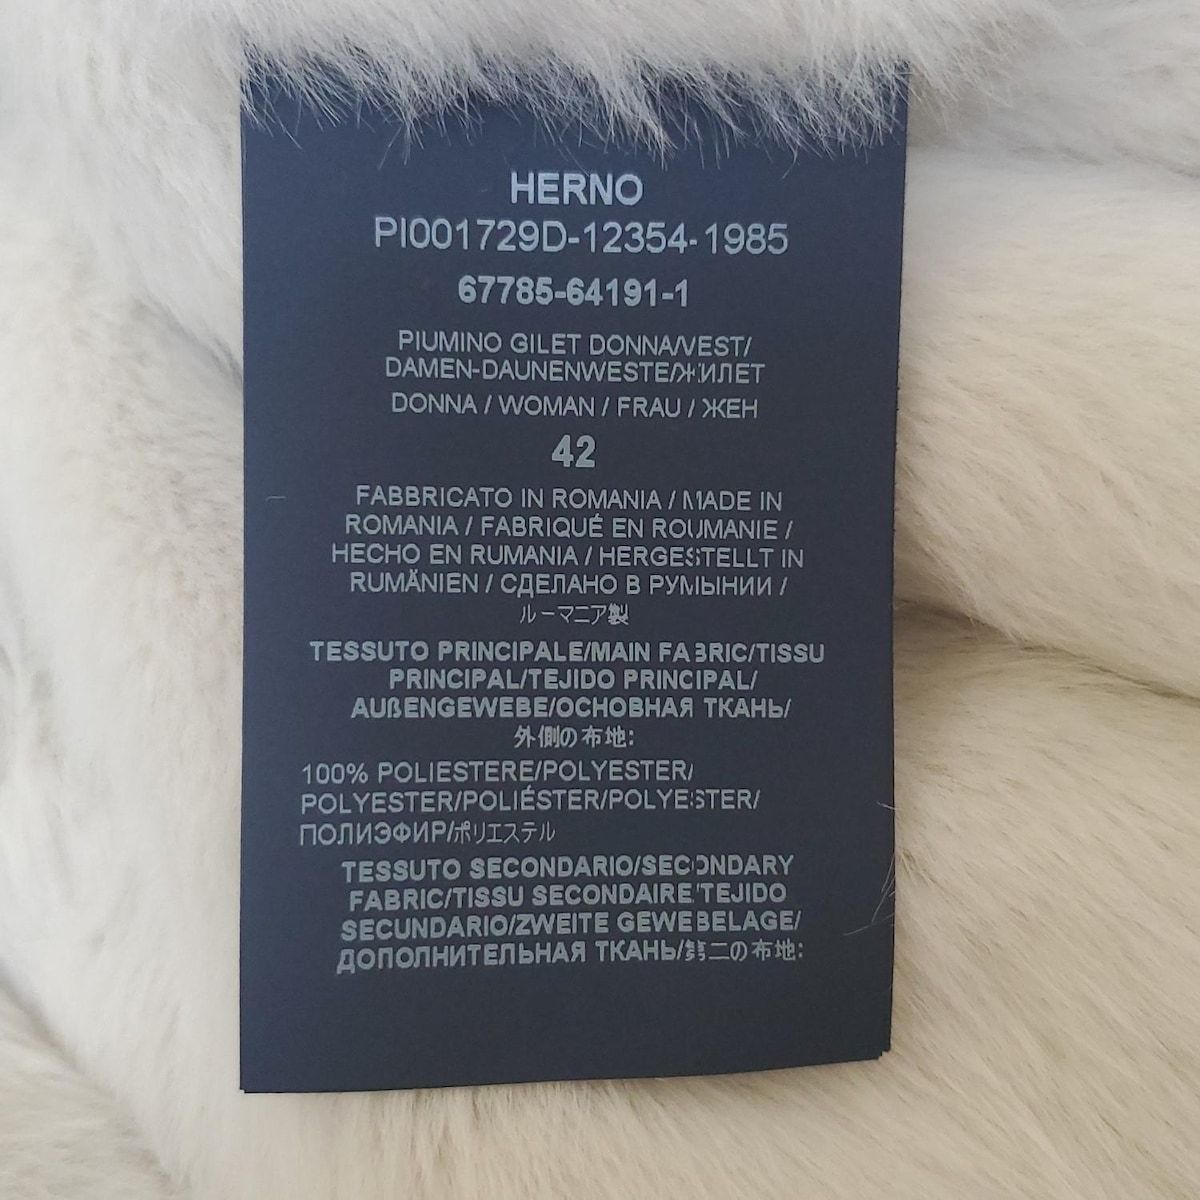 HERNO
PI001729D-12354-1985
67785-64191-1
PIUMINO GILET DONNA/VEST/
DAMEN-DAUNENWESTE/ЖИЛЕТ
DONNA / WOMAN / FRAU / ЖЕН
42
FABBRICATO IN ROMANIA / MADE IN
ROMANIA / FABRIQUÉ EN ROUMANIE /
HECHO EN RUMANIA / HERGESTELLT IN
RUMÄNIEN / СДЕЛАНО В РУМЫНИИ /
ルーマニア製
TESSUTO PRINCIPALE/MAIN FABRIC/TISSU
PRINCIPAL/TEJIDO PRINCIPAL/
AUßENGEWEBE/ОСНОВНАЯ ТКАНЬ/
外側の布地:
100% POLIESTERE/POLYESTER/
POLYESTER/POLIÉSTER/POLYESTER/
ПОЛИЭФИР/ポリエステル
TESSUTO SECONDARIO/SECONDARY
FABRIC/TISSU SECONDAIRE/TEJIDO
SECUNDARIO/ZWEITE GEWEBELAGE/
ДОПОЛНИТЕЛЬНАЯ ТКАНЬ/第二の布地: